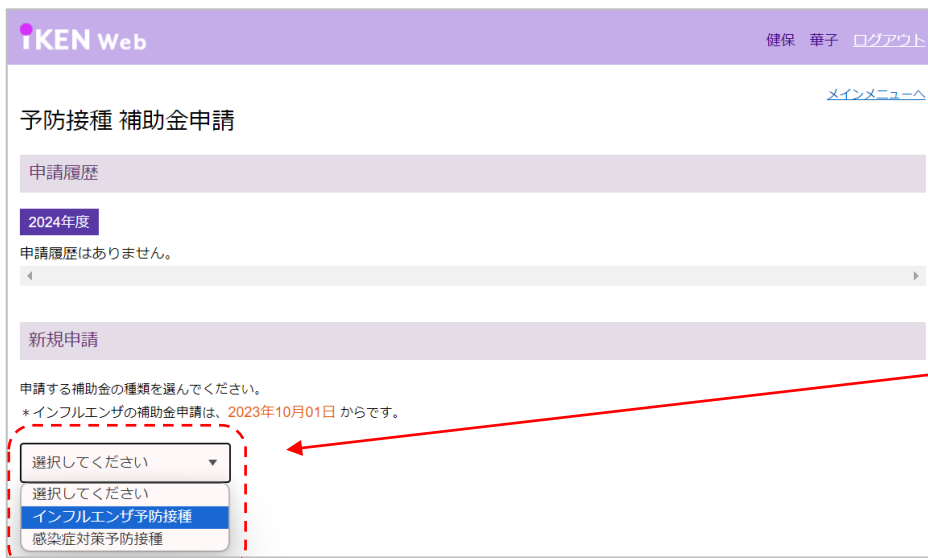 iKEN Web
健保 華子 ログアウト
メインメニューへ
予防接種 補助金申請
申請履歴
2024年度
申請履歴はありません。
新規申請
申請する補助金の種類を選んでください。
＊インフルエンザの補助金申請は、2023年10月01日 からです。
選択してください
選択してください
インフルエンザ予防接種
感染症対策予防接種